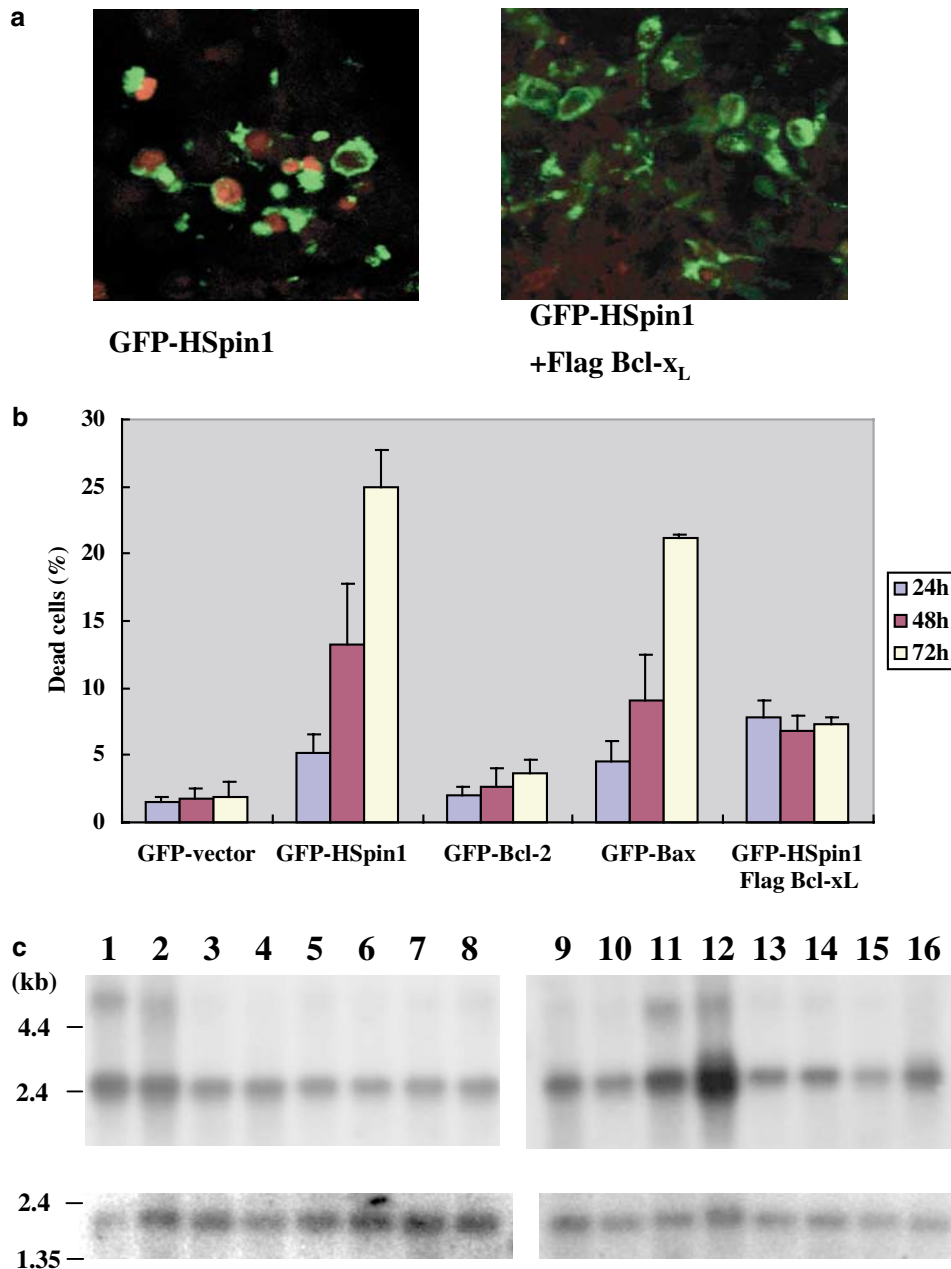 a
GFP-HSpin1
GFP-HSpin1
+Flag Bcl-xL
b
30
25
20
15
10
5
0
Dead cells (%)
24h
48h
72h
GFP-vector
GFP-HSpin1
GFP-Bcl-2
GFP-Bax
GFP-HSpin1
Flag Bcl-xL
c
1 2 3 4 5 6 7 8 9 10 11 12 13 14 15 16
(kb)
4.4
2.4
2.4
1.35